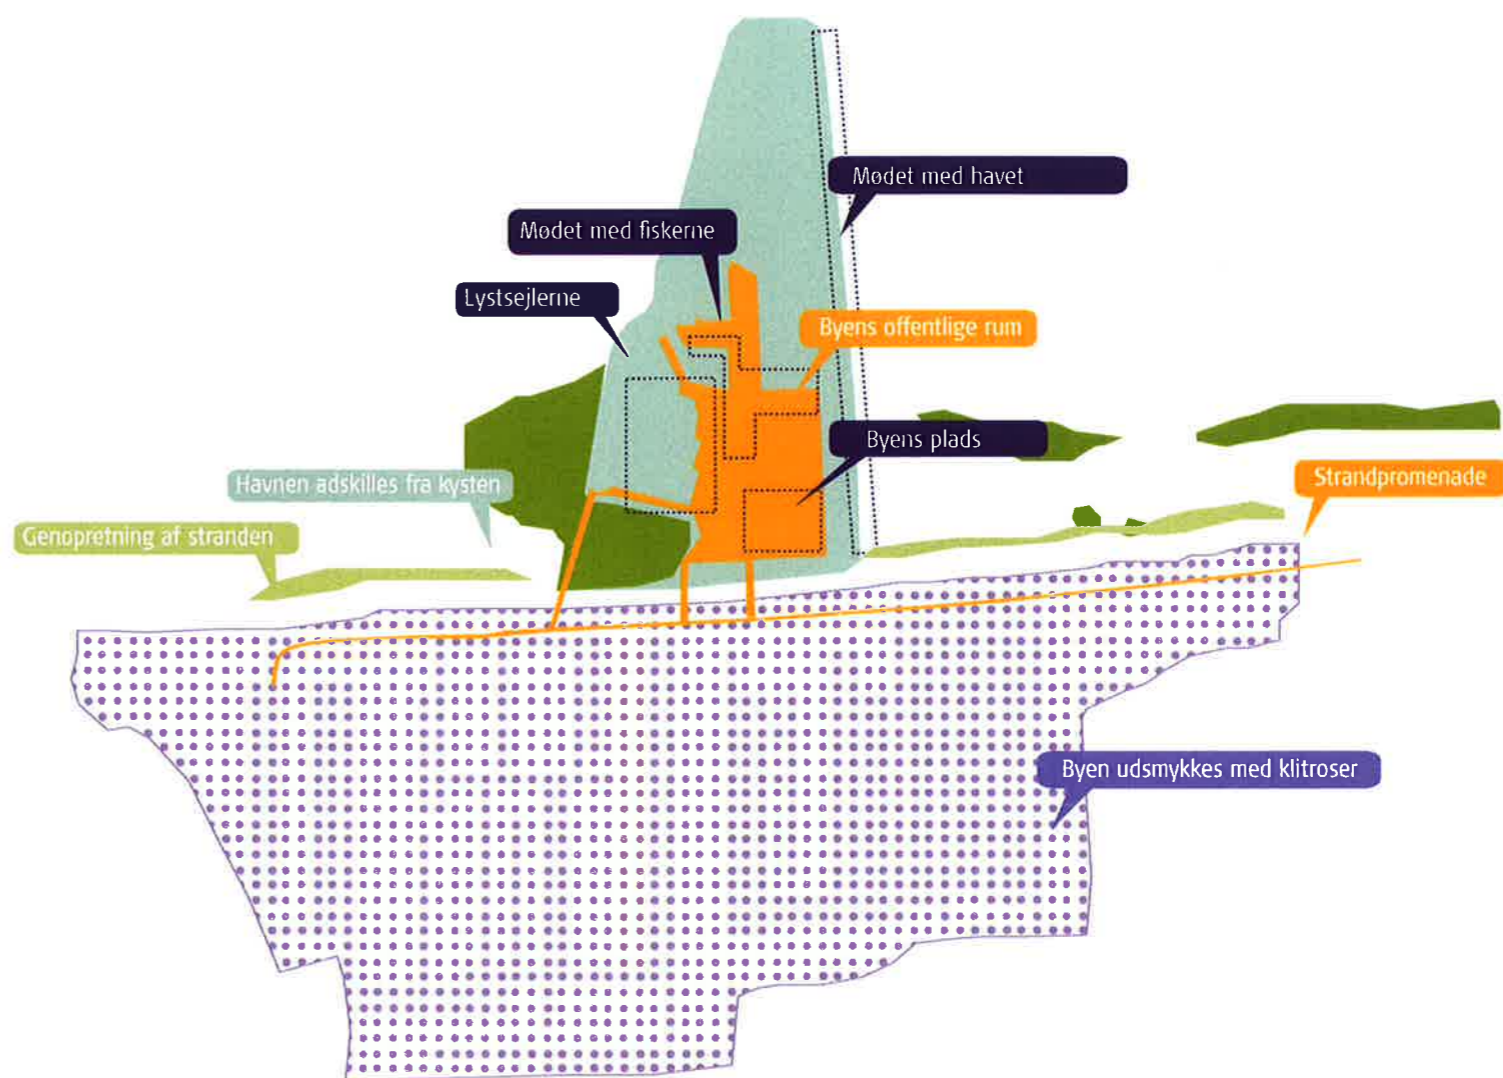 Mødet med havet
Mødet med fiskerne
Lystsejlerne
Byens offentlige rum
Byens plads
Havnen adskilles fra kysten
Strandpromenade
Genopretning af stranden
Byen udsmykkes med klitroser